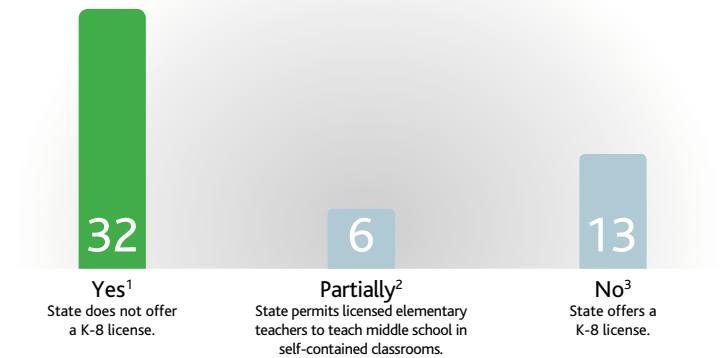 32
6
13
Yes¹
State does not offer
a K-8 license.
Partially²
State permits licensed elementary
teachers to teach middle school in
self-contained classrooms.
No³
State offers a
K-8 license.